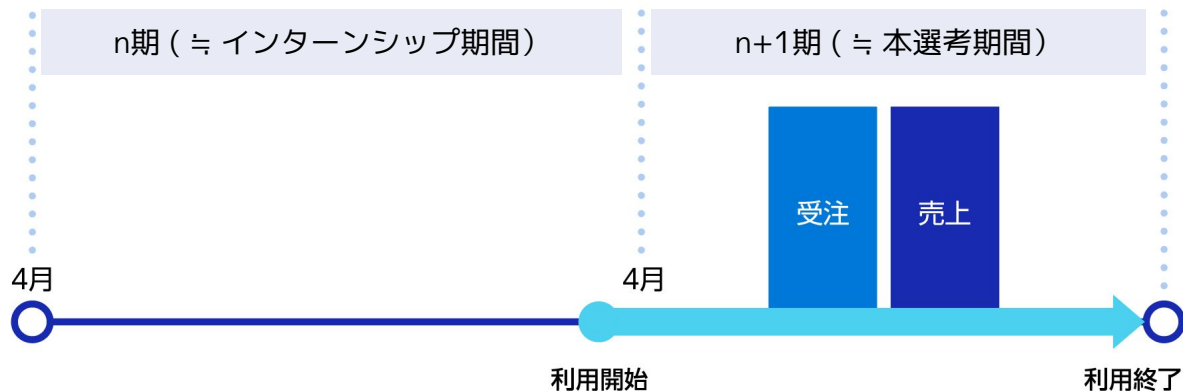 n期 ( ≒ インターンシップ期間）
n+1期 ( ≒ 本選考期間）
受注
売上
4月
4月
利用開始
利用終了